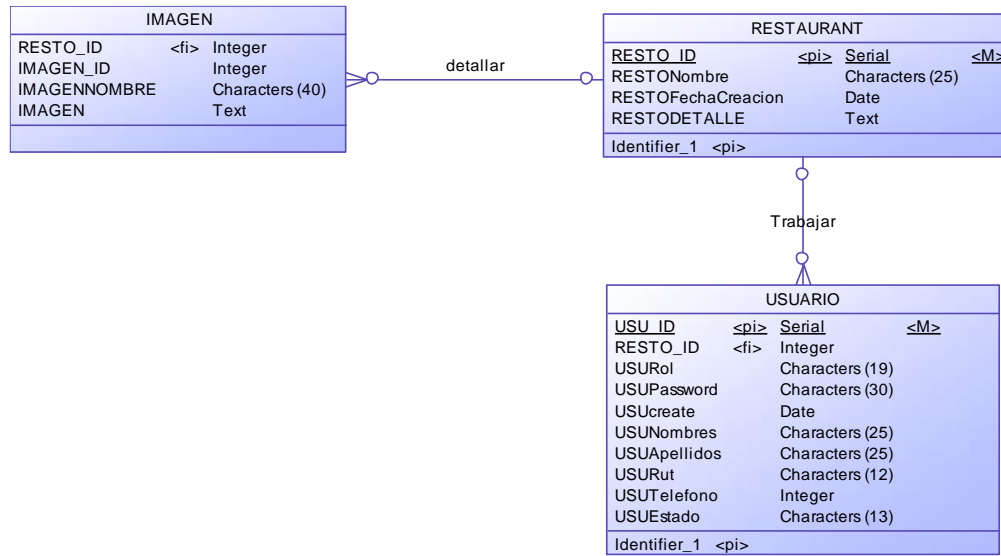 IMAGEN
RESTO_ID <fi> Integer
IMAGEN_ID Integer
IMAGENNOMBRE Characters (40)
IMAGEN Text
detallar
RESTAURANT
RESTO_ID <pi> Serial <M>
RESTONombre Characters (25)
RESTOFechaCreacion Date
RESTODETALLE Text
Identifier_1 <pi>
Trabajar
USUARIO
USU_ID <pi> Serial <M>
RESTO_ID <fi> Integer
USURol Characters (19)
USUPassword Characters (30)
USUcreate Date
USUNombres Characters (25)
USUApellidos Characters (25)
USURut Characters (12)
USUTelefono Integer
USUEstado Characters (13)
Identifier_1 <pi>